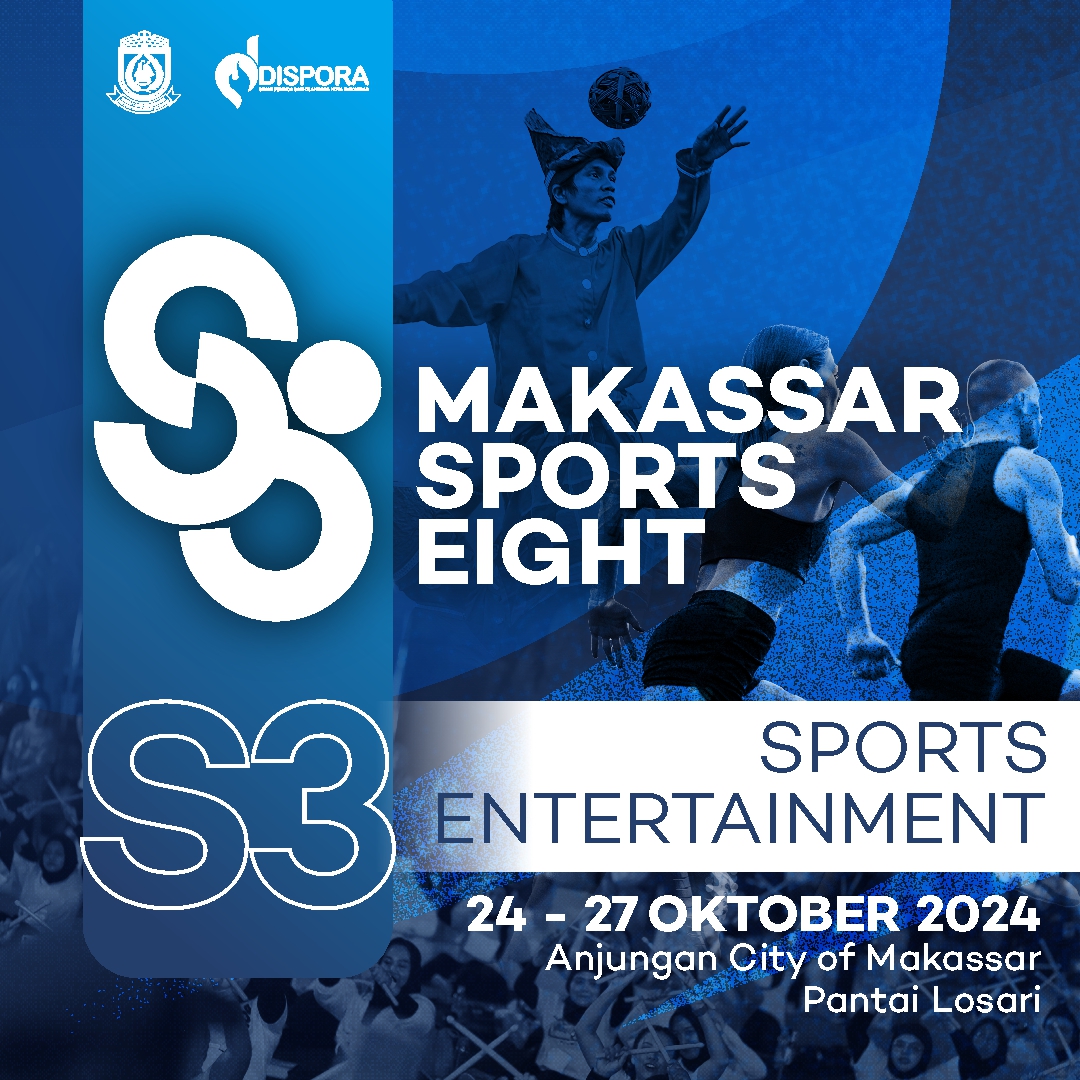 DISPORA
MAKASSAR
SPORTS
EIGHT
S3
SPORTS
ENTERTAINMENT
24 - 27 OKTOBER 2024
Anjungan City of Makassar
Pantai Losari